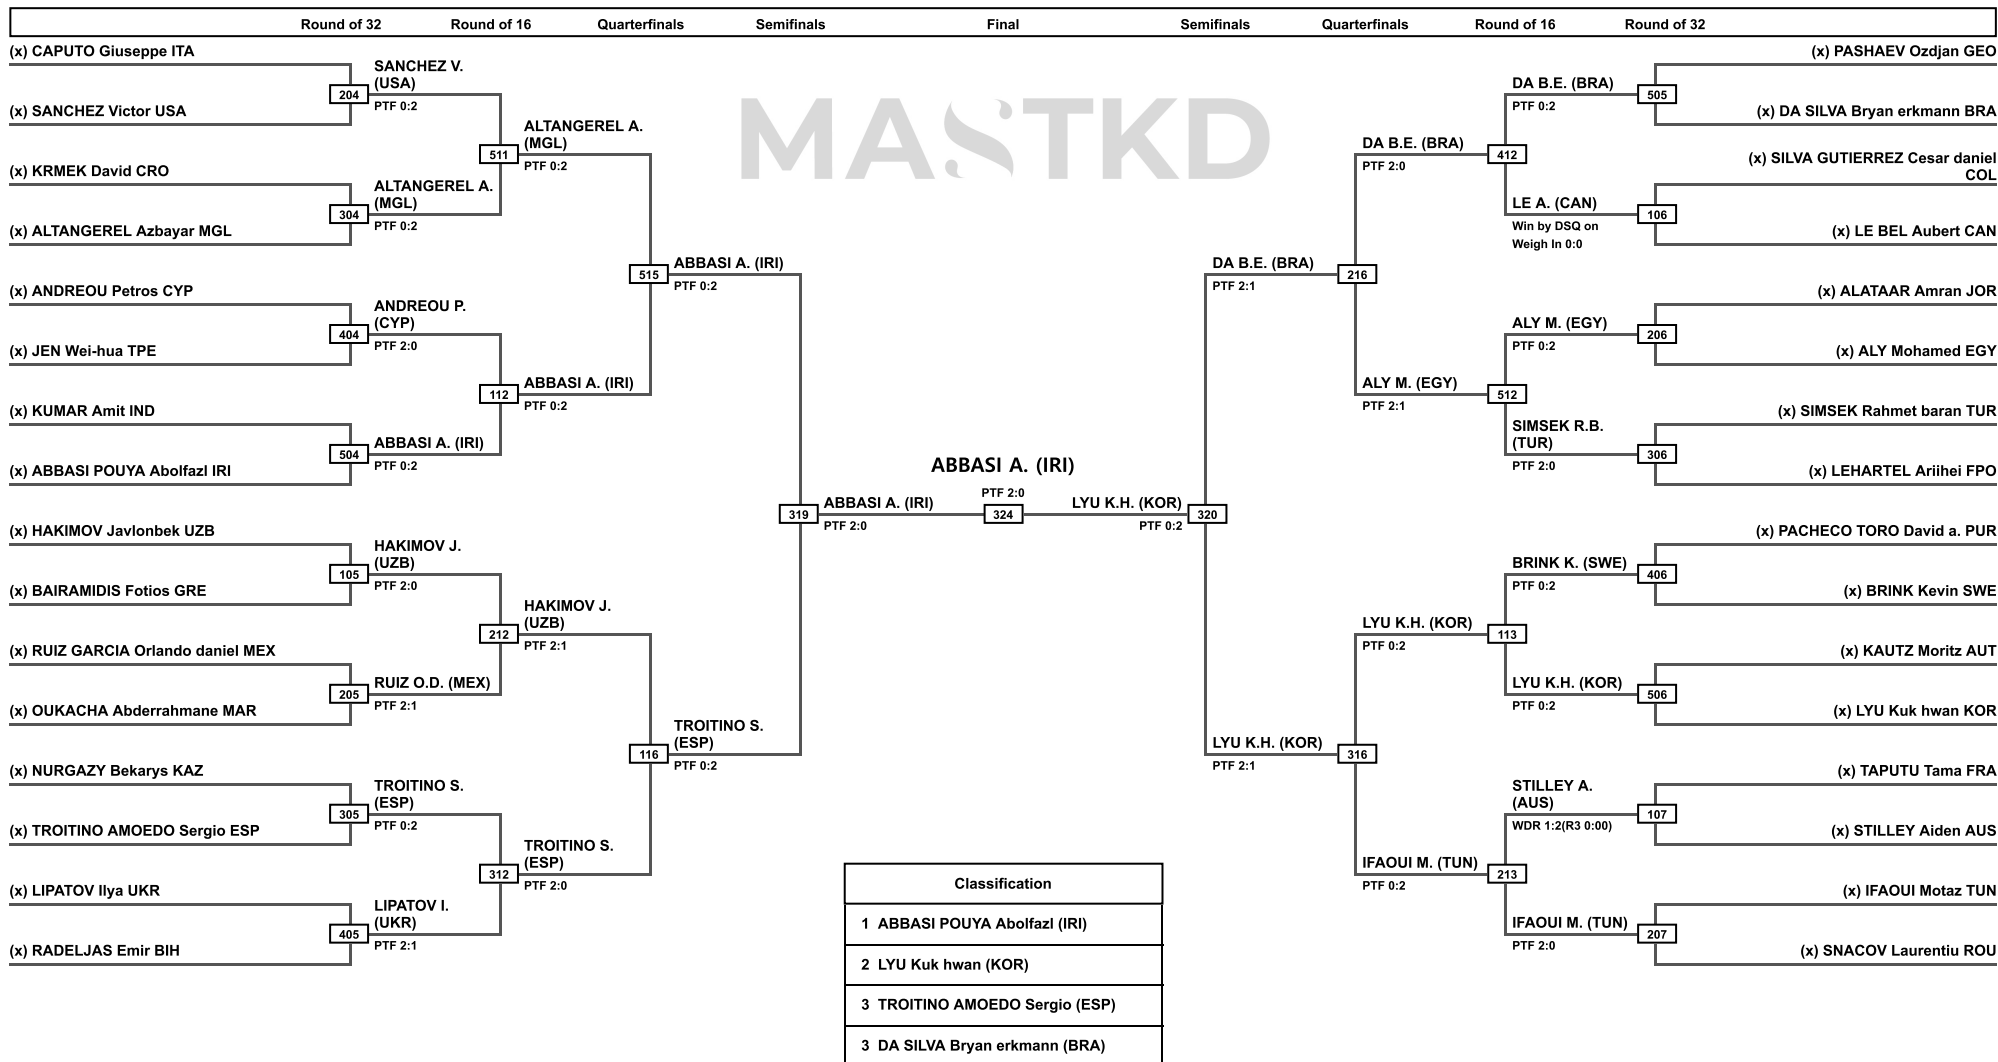 Round of 32 Round of 16 Quarterfinals Semifinals Final Semifinals Quarterfinals Round of 16 Round of 32
(x) CAPUTO Giuseppe ITA
SANCHEZ V.
(USA)
204
PTF 0:2
(x) SANCHEZ Victor USA
ALTANGEREL A.
(MGL)
511
PTF 0:2
(x) KRMEK David CRO
ALTANGEREL A.
(MGL)
304
PTF 0:2
(x) ALTANGEREL Azbayar MGL
ABBASI A. (IRI)
515
PTF 0:2
(x) ANDREOU Petros CYP
ANDREOU P.
(CYP)
404
PTF 2:0
(x) JEN Wei-hua TPE
ABBASI A. (IRI)
112
PTF 0:2
(x) KUMAR Amit IND
ABBASI A. (IRI)
504
PTF 0:2
(x) ABBASI POUYA Abolfazl IRI
ABBASI A. (IRI)
319
PTF 2:0
(x) HAKIMOV Javlonbek UZB
HAKIMOV J.
(UZB)
105
PTF 2:0
(x) BAIRAMIDIS Fotios GRE
HAKIMOV J.
(UZB)
212
PTF 2:1
(x) RUIZ GARCIA Orlando daniel MEX
RUIZ O.D. (MEX)
205
PTF 2:1
(x) OUKACHA Abderrahmane MAR
TROITINO S.
(ESP)
116
PTF 0:2
(x) NURGAZY Bekarys KAZ
TROITINO S.
(ESP)
305
PTF 0:2
(x) TROITINO AMOEDO Sergio ESP
TROITINO S.
(ESP)
312
PTF 2:0
(x) LIPATOV Ilya UKR
LIPATOV I.
(UKR)
405
PTF 2:1
(x) RADELJAS Emir BIH
MASTKD
ABBASI A. (IRI)
PTF 2:0
324
LYU K.H. (KOR)
320
PTF 0:2
(x) PASHAEV Ozdjan GEO
DA B.E. (BRA)
505
PTF 0:2
(x) DA SILVA Bryan erkmann BRA
DA B.E. (BRA)
412
PTF 2:0
(x) SILVA GUTIERREZ Cesar daniel
COL
LE A. (CAN)
106
Win by DSQ on
Weigh In 0:0
(x) LE BEL Aubert CAN
DA B.E. (BRA)
216
PTF 2:1
(x) ALATAAR Amran JOR
ALY M. (EGY)
206
PTF 0:2
(x) ALY Mohamed EGY
ALY M. (EGY)
512
PTF 2:1
(x) SIMSEK Rahmet baran TUR
SIMSEK R.B.
(TUR)
306
PTF 2:0
(x) LEHARTEL Ariihei FPO
(x) PACHECO TORO David a. PUR
BRINK K. (SWE)
406
PTF 0:2
(x) BRINK Kevin SWE
LYU K.H. (KOR)
113
PTF 0:2
(x) KAUTZ Moritz AUT
LYU K.H. (KOR)
506
PTF 0:2
(x) LYU Kuk hwan KOR
LYU K.H. (KOR)
316
PTF 2:1
(x) TAPUTU Tama FRA
STILLEY A.
(AUS)
107
WDR 1:2(R3 0:00)
(x) STILLEY Aiden AUS
IFAOUI M. (TUN)
213
PTF 0:2
(x) IFAOUI Motaz TUN
IFAOUI M. (TUN)
207
PTF 2:0
(x) SNACOV Laurentiu ROU
Classification
1 ABBASI POUYA Abolfazl (IRI)
2 LYU Kuk hwan (KOR)
3 TROITINO AMOEDO Sergio (ESP)
3 DA SILVA Bryan erkmann (BRA)